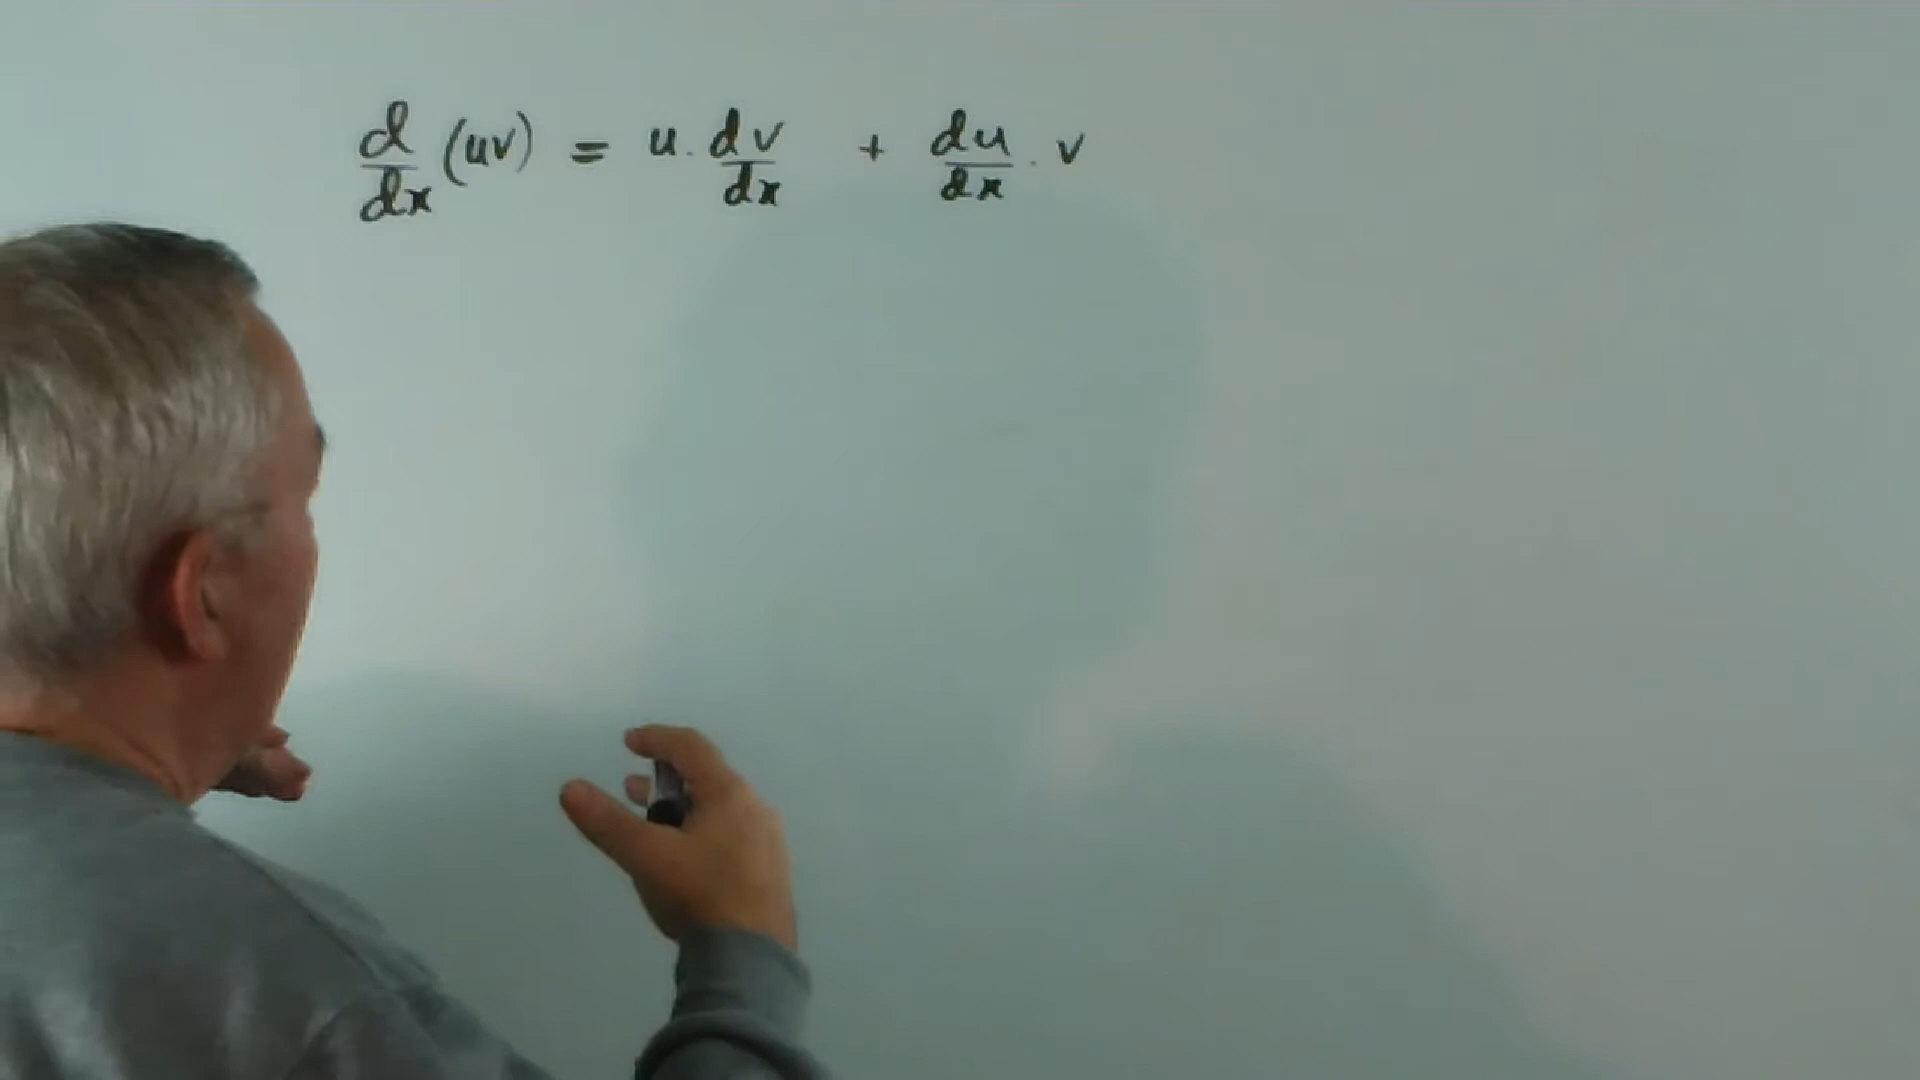 d/dx (uv) = u. dv/dx + du/dx . v